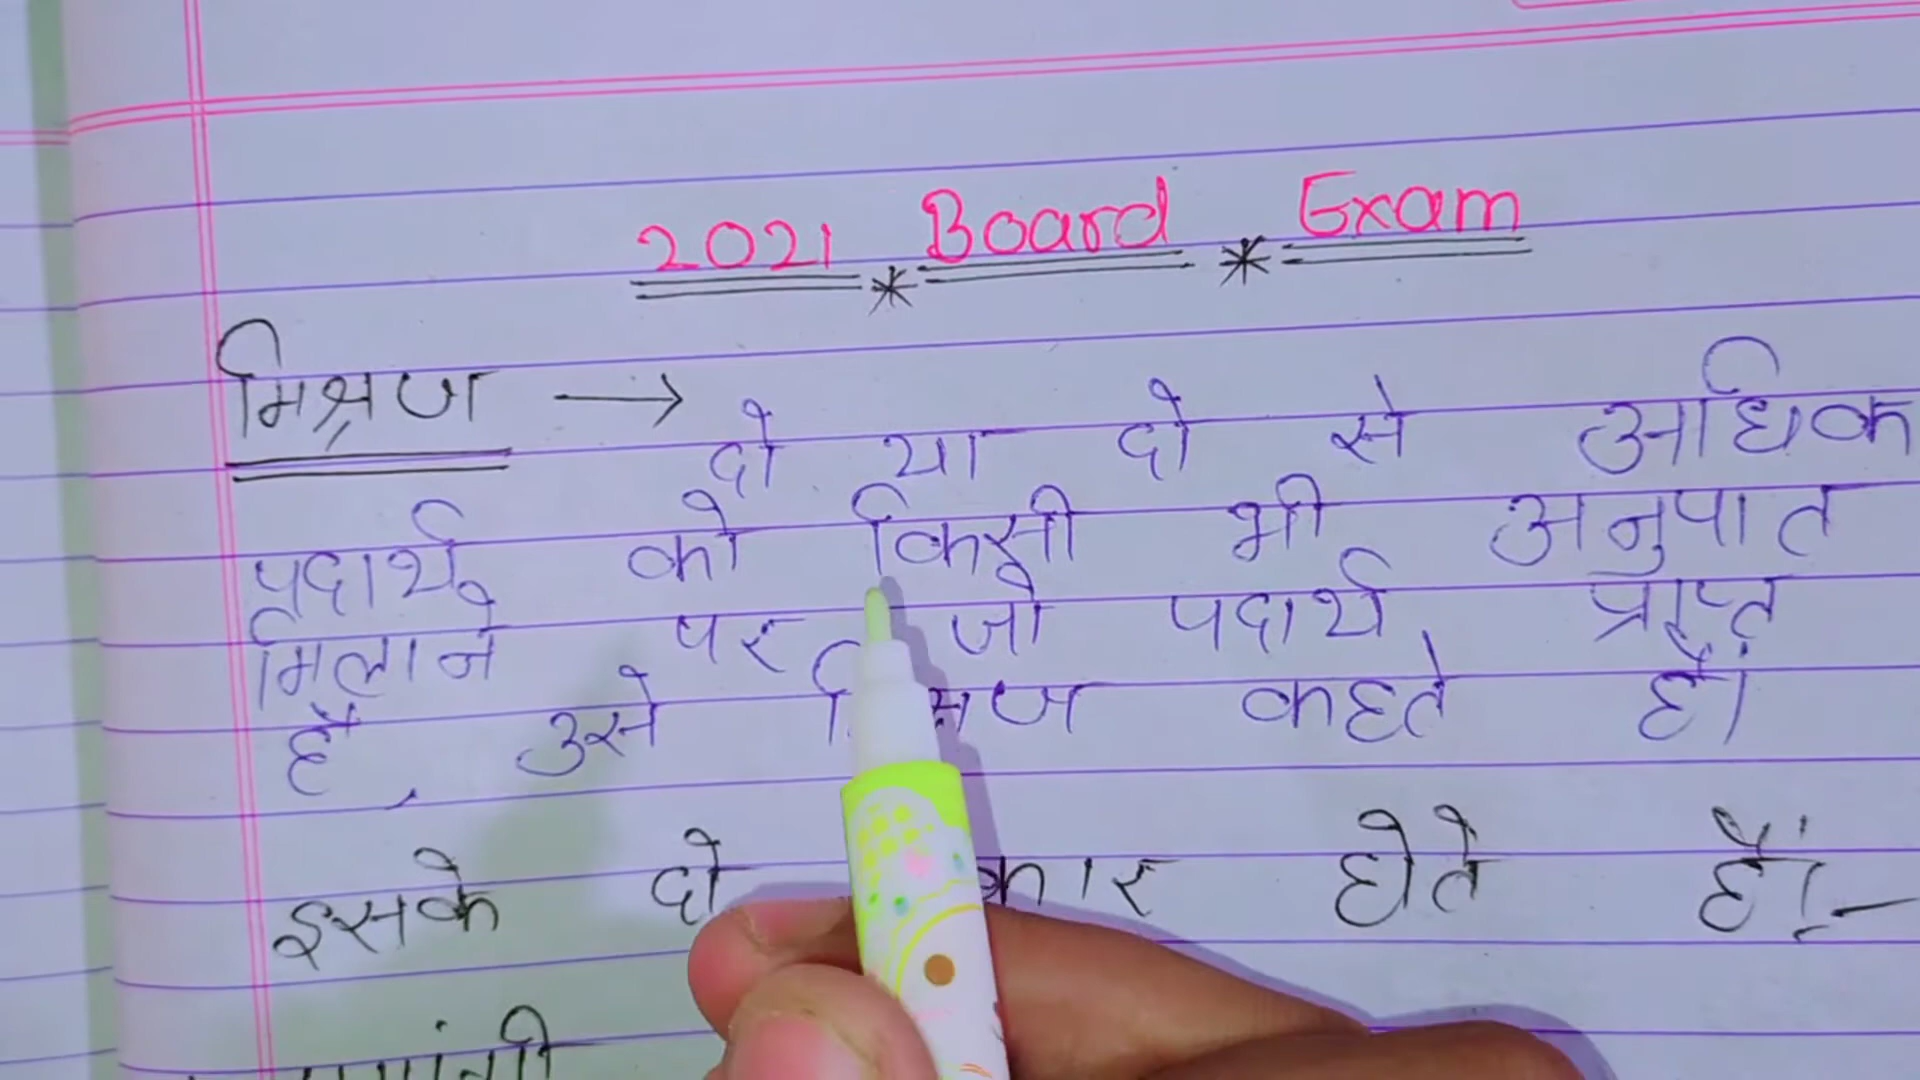 2021 Board Exam
मिश्रण → दो या दो से अधिक
पदार्थ को किसी भी अनुपात
मिलाने पर जो पदार्थ प्राप्त
है, उसे कहते हैं।
इसके दो होते हैं।-